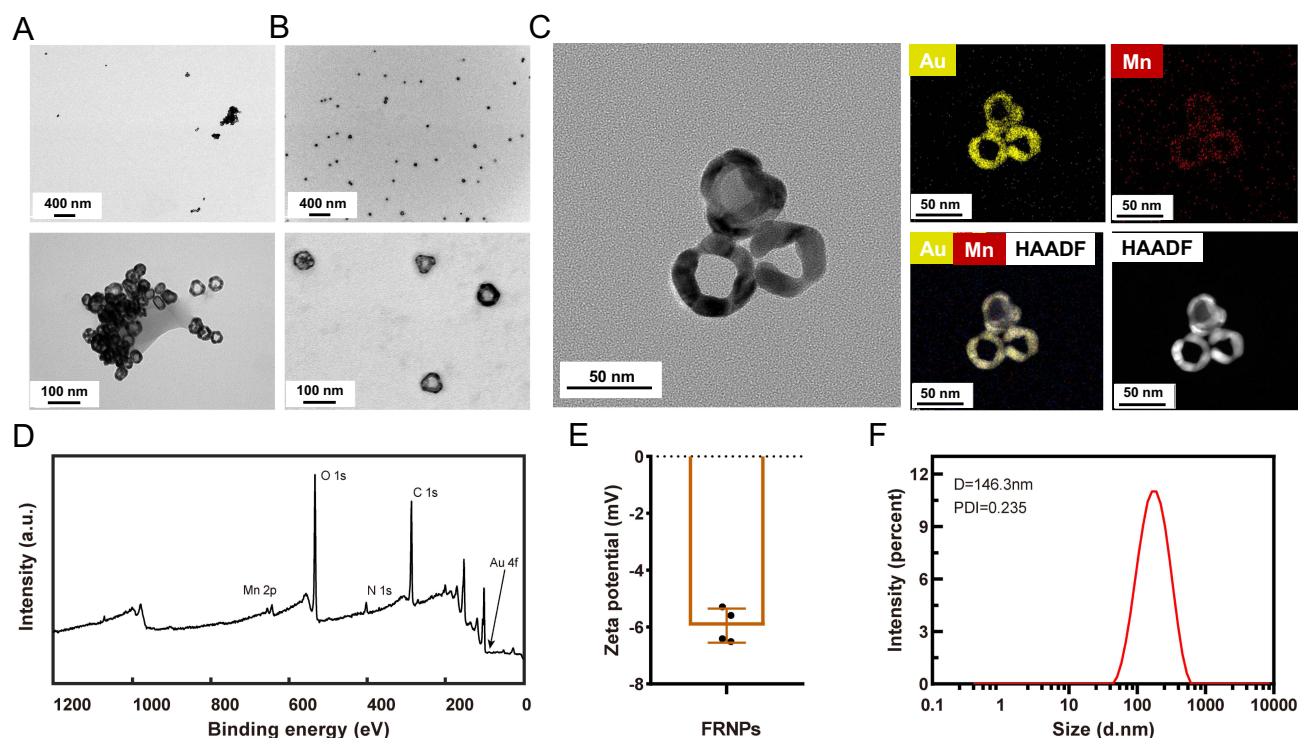 A
B
C
400 nm
400 nm
100 nm
100 nm
50 nm
Au
Mn
50 nm
50 nm
Au Mn HAADF
HAADF
50 nm
50 nm
D
Intensity (a.u.)
O 1s
C 1s
Au 4f
Mn 2p
N 1s
1200 1000 800 600 400 200 0
Binding energy (eV)
E
Zeta potential (mV)
0
-2
-4
-6
-8
FRNPs
F
Intensity (percent)
D=146.3nm
PDI=0.235
12
9
6
3
0
0.1 1 10 100 1000 10000
Size (d.nm)